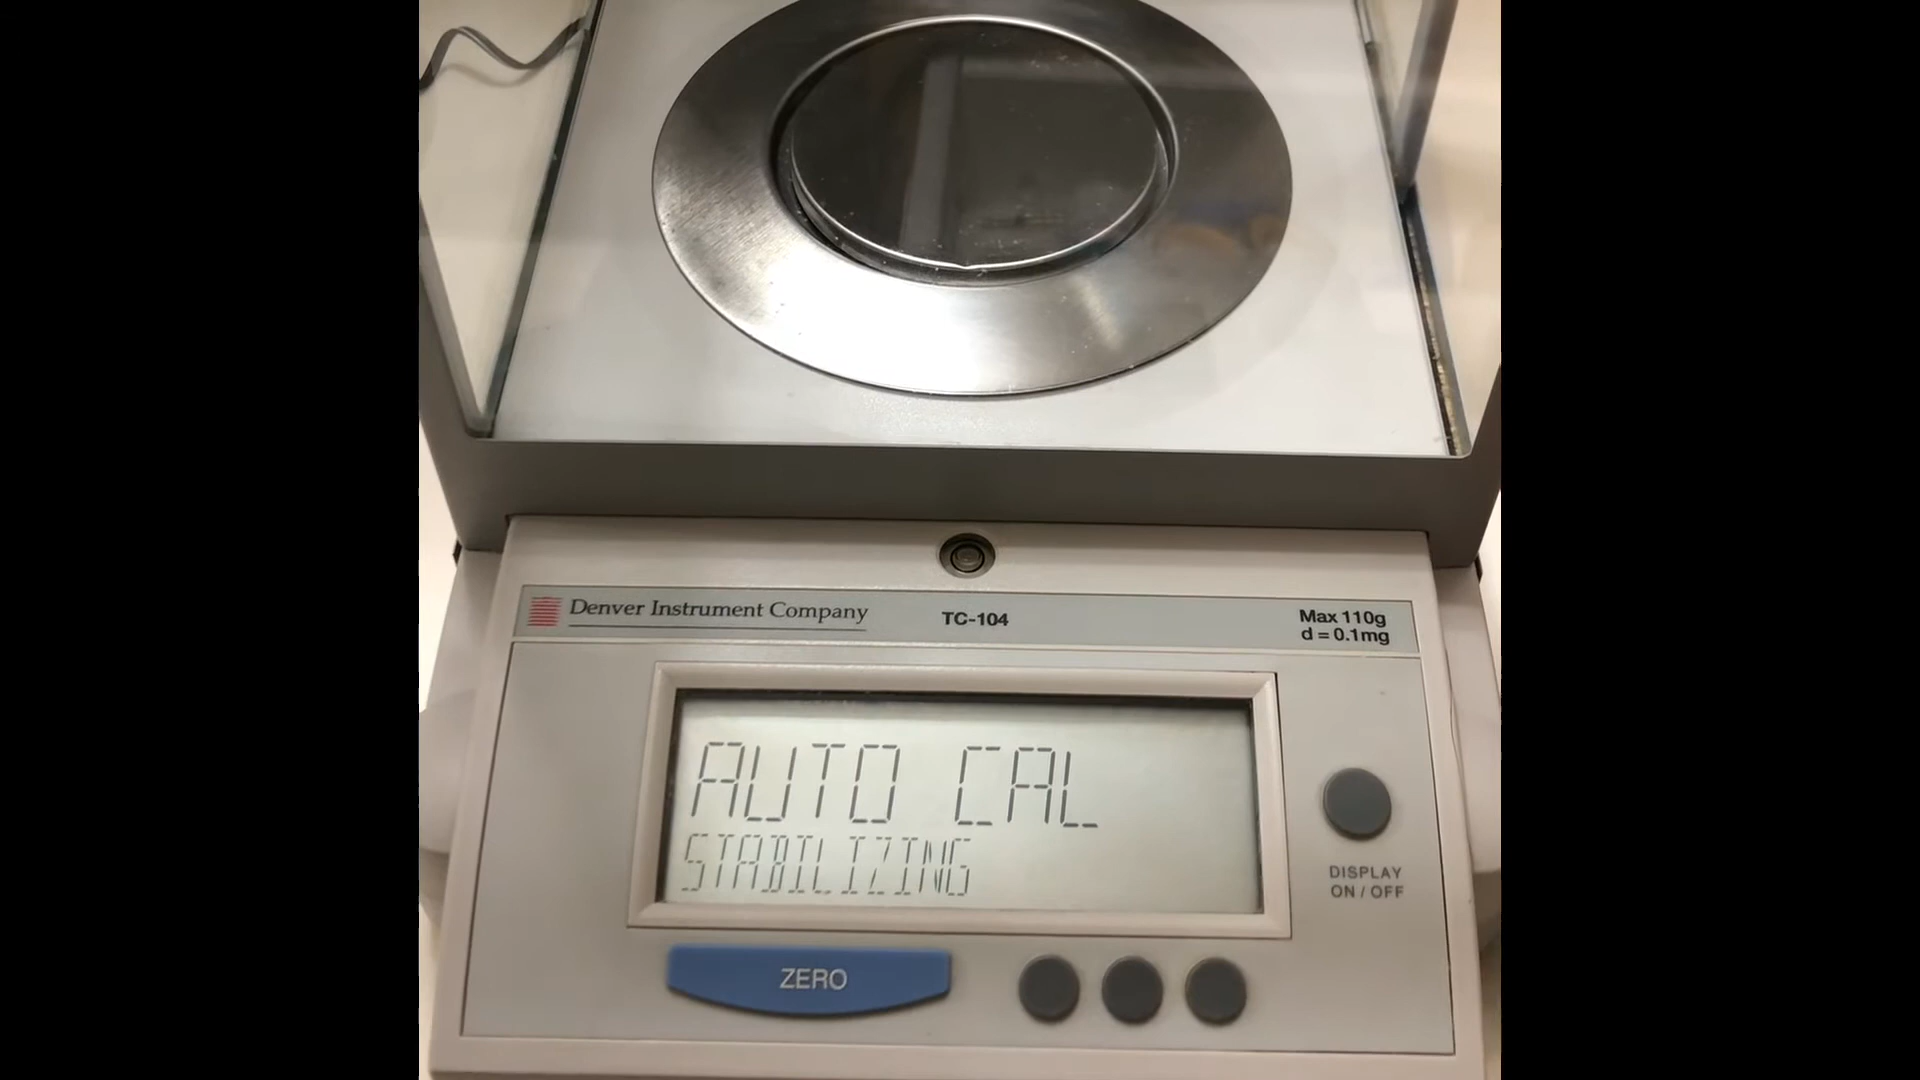 Denver Instrument Company TC-104 Max 110g
d = 0.1mg
AUTO CAL
STABILIZING
DISPLAY
ON / OFF
ZERO